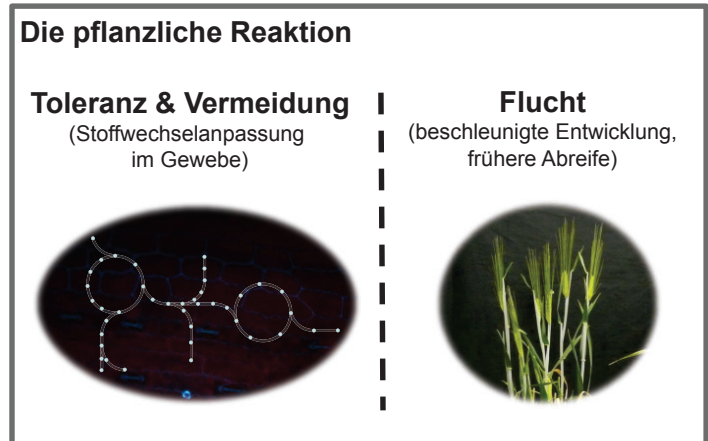 Die pflanzliche Reaktion
Toleranz & Vermeidung
(Stoffwechselanpassung
im Gewebe)
Flucht
(beschleunigte Entwicklung,
frühere Abreife)